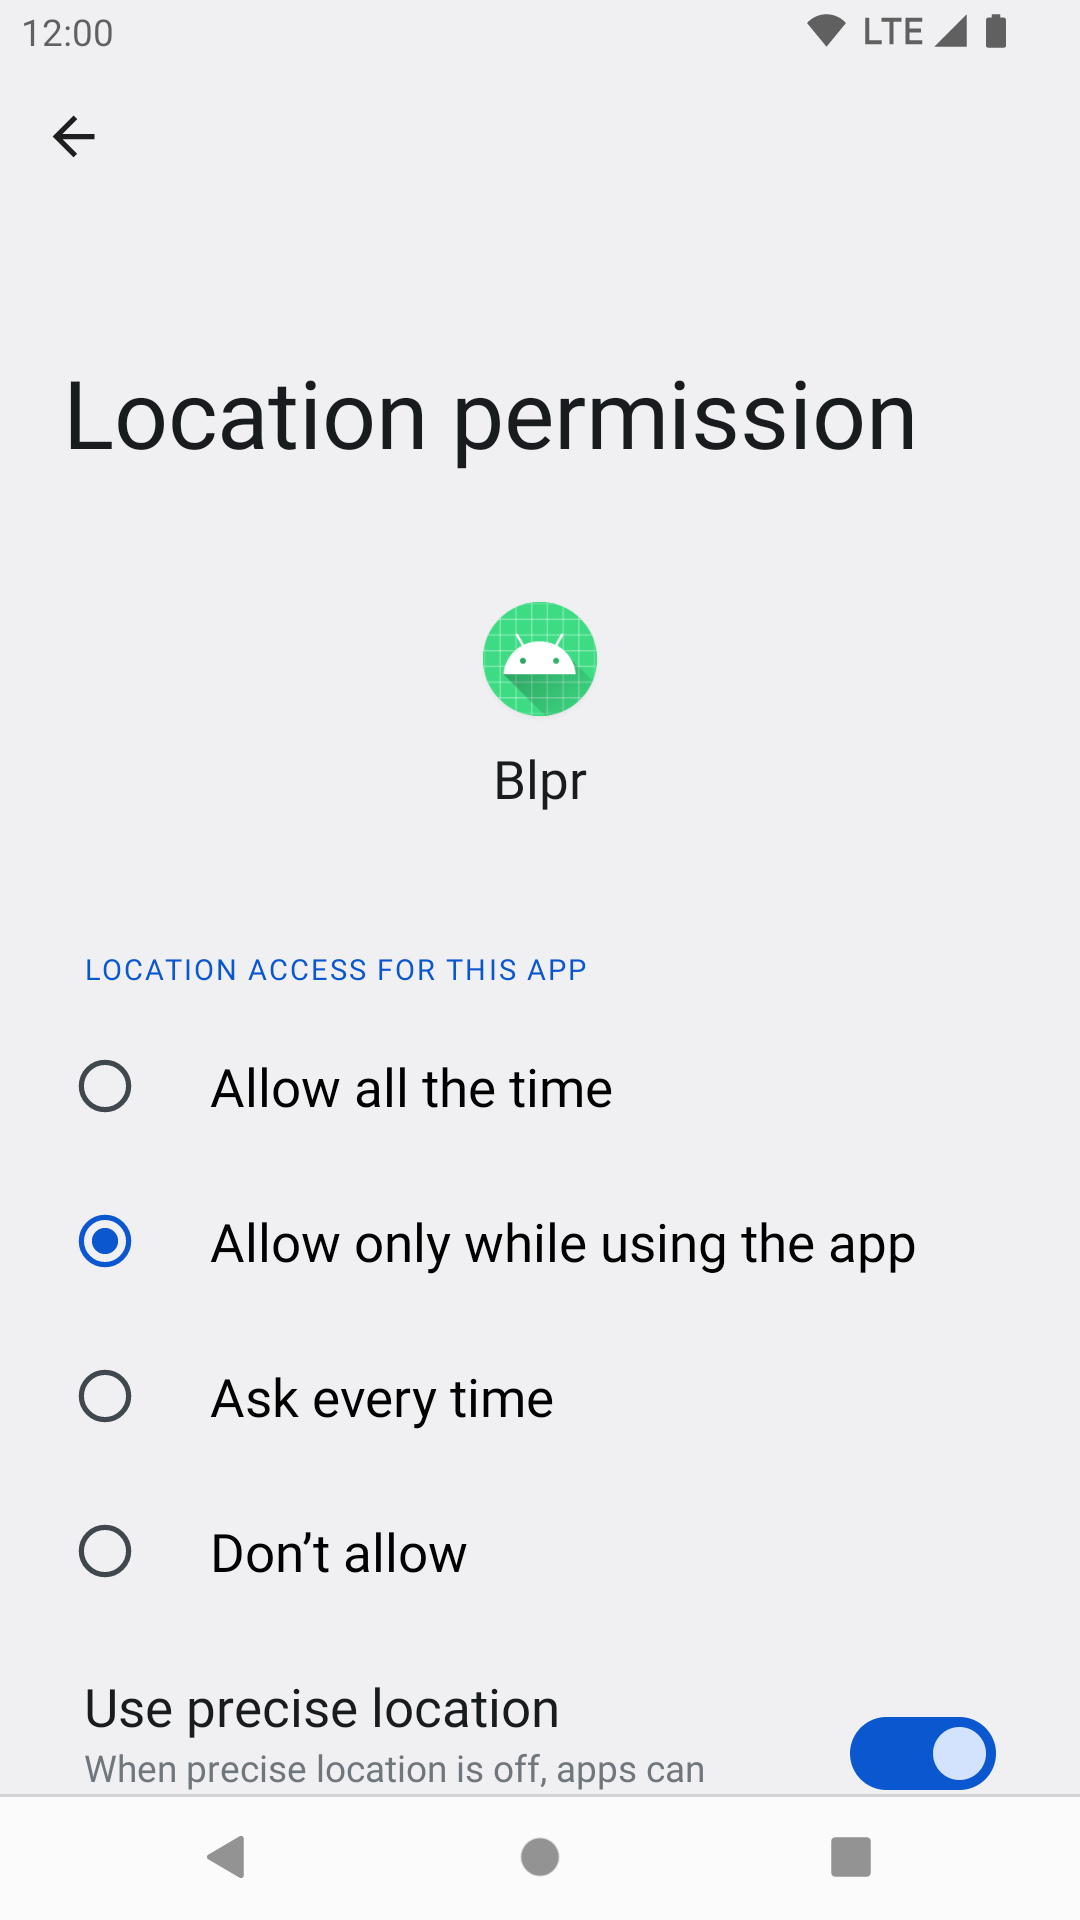 12:00 LTE
Location permission
Blpr
LOCATION ACCESS FOR THIS APP
Allow all the time
Allow only while using the app
Ask every time
Don’t allow
Use precise location
When precise location is off, apps can